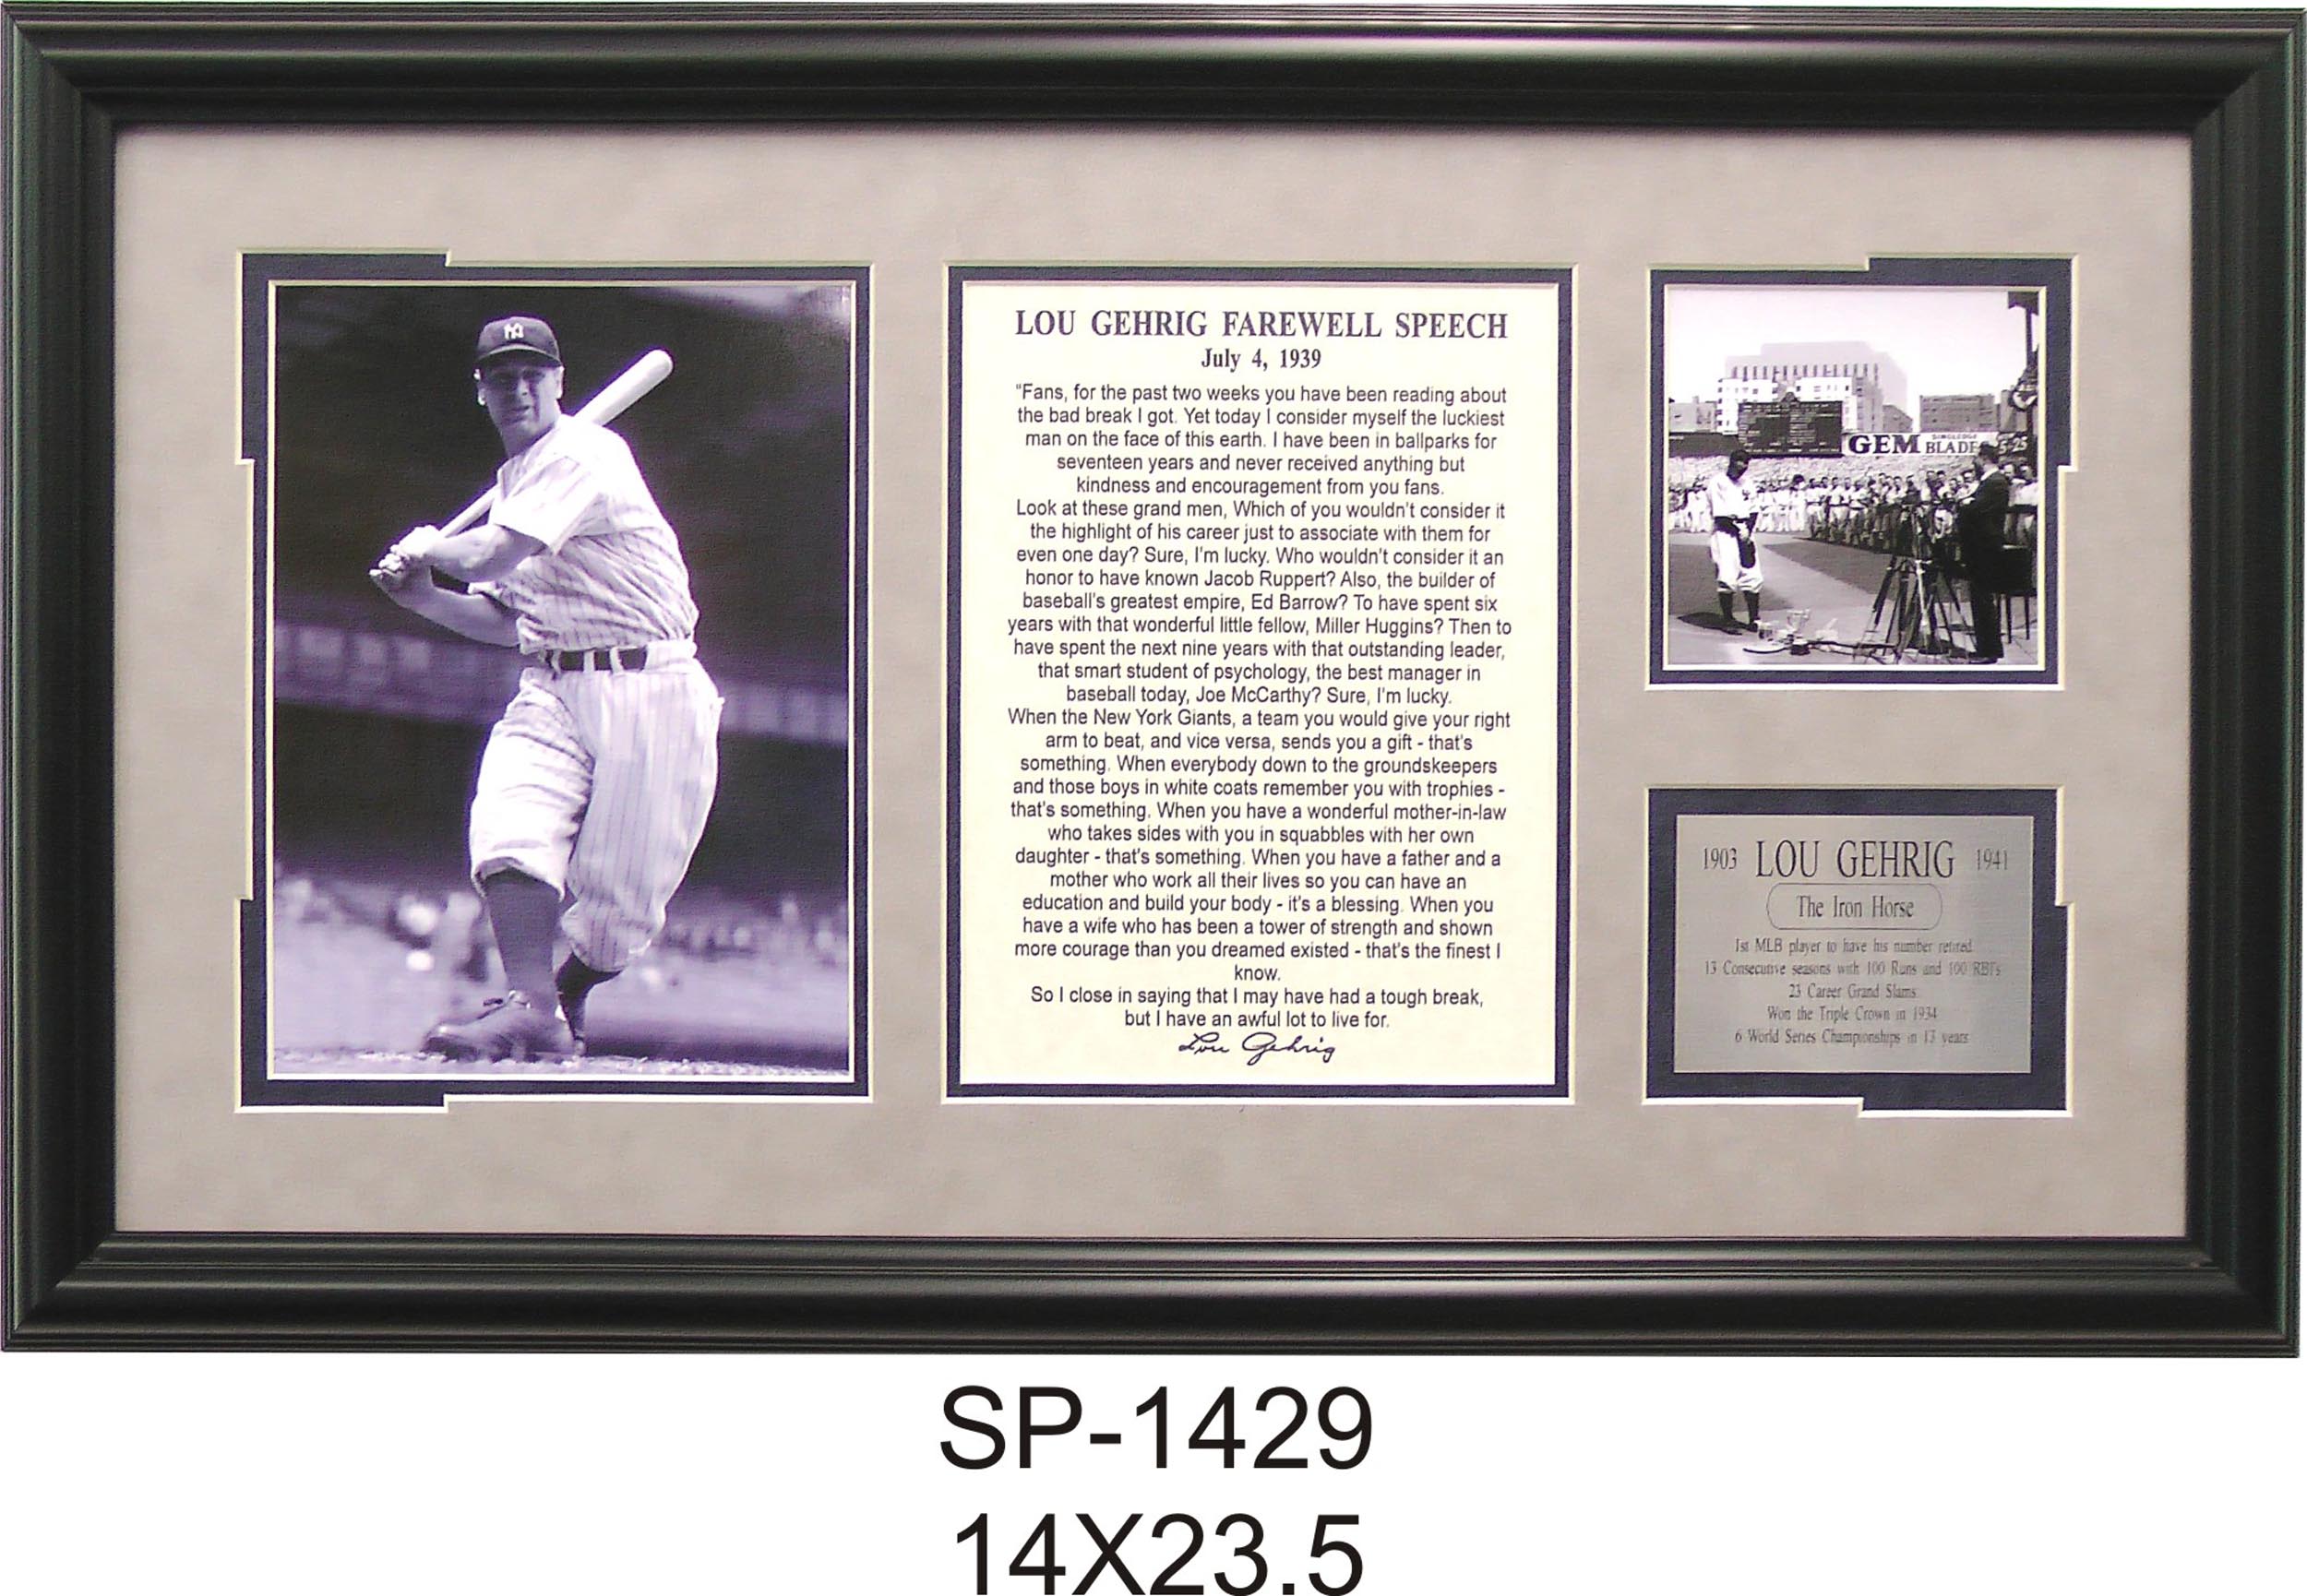 LOU GEHRIG FAREWELL SPEECH
July 4, 1939
"Fans, for the past two weeks you have been reading about
the bad break I got. Yet today I consider myself the luckiest
man on the face of this earth. I have been in ballparks for
seventeen years and never received anything but
kindness and encouragement from you fans.
Look at these grand men, Which of you wouldn't consider it
the highlight of his career just to associate with them for
even one day? Sure, I'm lucky. Who wouldn't consider it an
honor to have known Jacob Ruppert? Also, the builder of
baseball's greatest empire, Ed Barrow? To have spent six
years with that wonderful little fellow, Miller Huggins? Then to
have spent the next nine years with that outstanding leader,
that smart student of psychology, the best manager in
baseball today, Joe McCarthy? Sure, I'm lucky.
When the New York Giants, a team you would give your right
arm to beat, and vice versa, sends you a gift - that's
something. When everybody down to the groundskeepers
and those boys in white coats remember you with trophies -
that's something. When you have a wonderful mother-in-law
who takes sides with you in squabbles with her own
daughter - that's something. When you have a father and a
mother who work all their lives so you can have an
education and build your body - it's a blessing. When you
have a wife who has been a tower of strength and shown
more courage than you dreamed existed - that's the finest I
know.
So I close in saying that I may have had a tough break,
but I have an awful lot to live for.
Lou Gehrig
NY
GEM SINGLEDGE BLADE
1903 LOU GEHRIG 1941
The Iron Horse
1st MLB player to have his number retired
13 Consecutive seasons with 100 Runs and 100 RBI's
23 Career Grand Slams
Won the Triple Crown in 1934
6 World Series Championships in 13 years
SP-1429
14X23.5